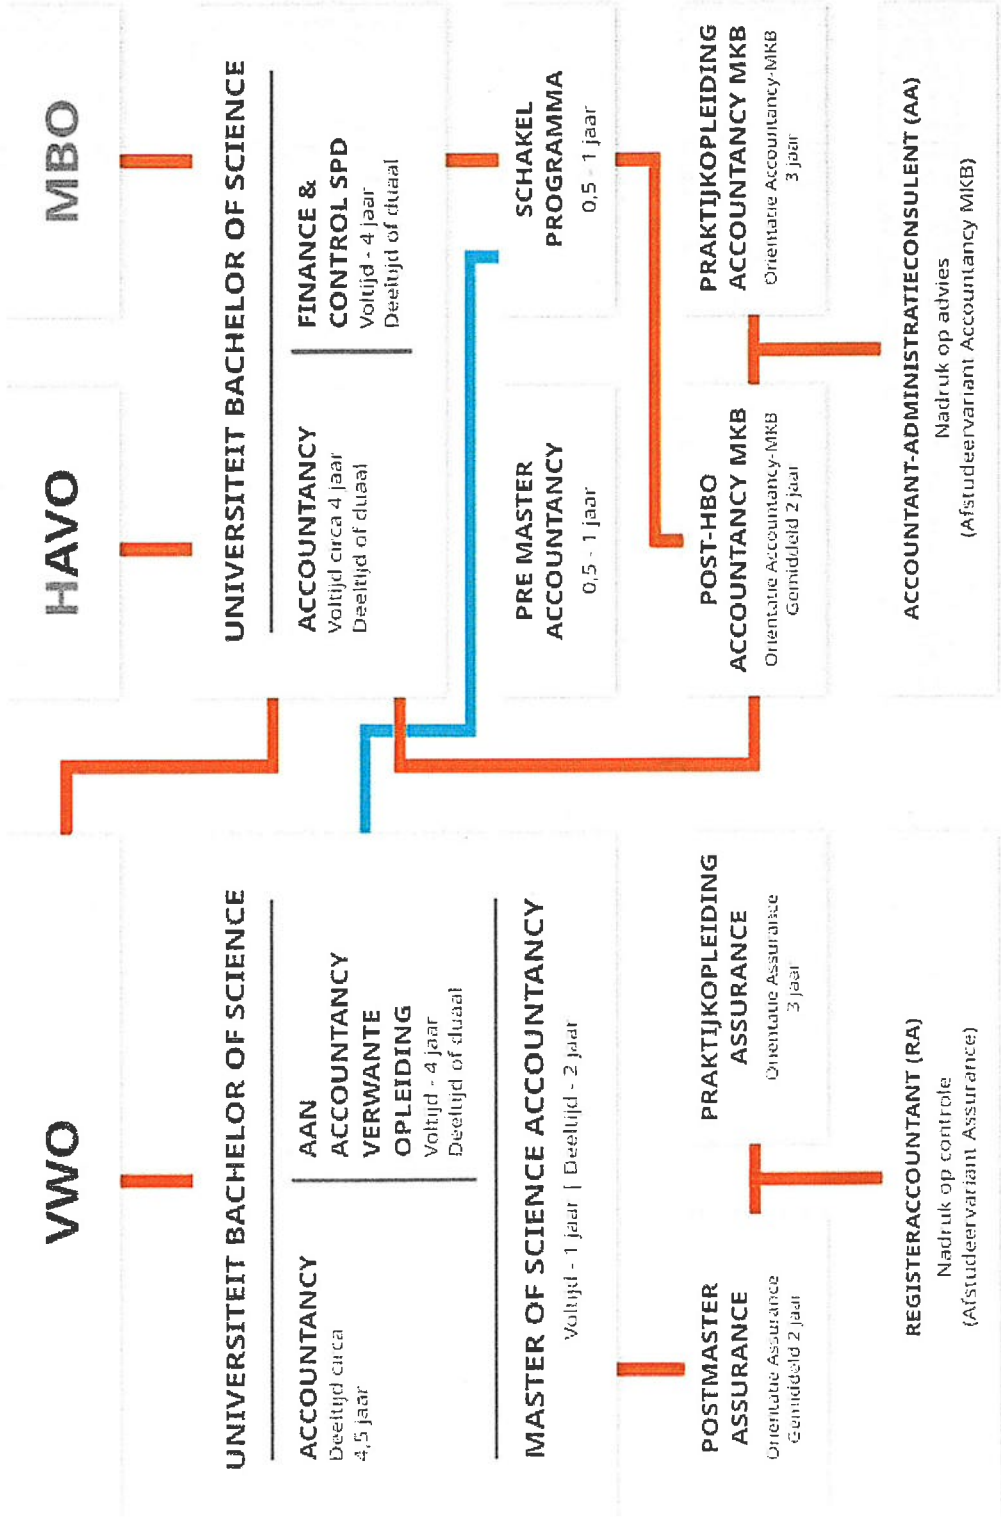 VWO
HAVO
MBO
UNIVERSITEIT BACHELOR OF SCIENCE
ACCOUNTANCY
Deeltijd circa
4,5 jaar
AAN
ACCOUNTANCY
VERWANTE
OPLEIDING
Voltijd - 4 jaar
Deeltijd of duaal
MASTER OF SCIENCE ACCOUNTANCY
Voltijd - 1 jaar | Deeltijd - 2 jaar
UNIVERSITEIT BACHELOR OF SCIENCE
ACCOUNTANCY
Voltijd circa 4 jaar
Deeltijd of duaal
FINANCE &
CONTROL SPD
Voltijd - 4 jaar
Deeltijd of duaal
PRE MASTER
ACCOUNTANCY
0,5 - 1 jaar
SCHAKEL
PROGRAMMA
0,5 - 1 jaar
POSTMASTER
ASSURANCE
Orientatie Assurance
Gemiddeld 2 jaar
PRAKTIJKOPLEIDING
ASSURANCE
Orientatie Assurance
3 jaar
POST-HBO
ACCOUNTANCY MKB
Orientatie Accountancy-MKB
Gemiddeld 2 jaar
PRAKTIJKOPLEIDING
ACCOUNTANCY MKB
Orientatie Accountancy-MKB
3 jaar
REGISTERACCOUNTANT (RA)
Nadruk op controle
(Afstudeervariant Assurance)
ACCOUNTANT-ADMINISTRATIECONSULENT (AA)
Nadruk op advies
(Afstudeervariant Accountancy MKB)